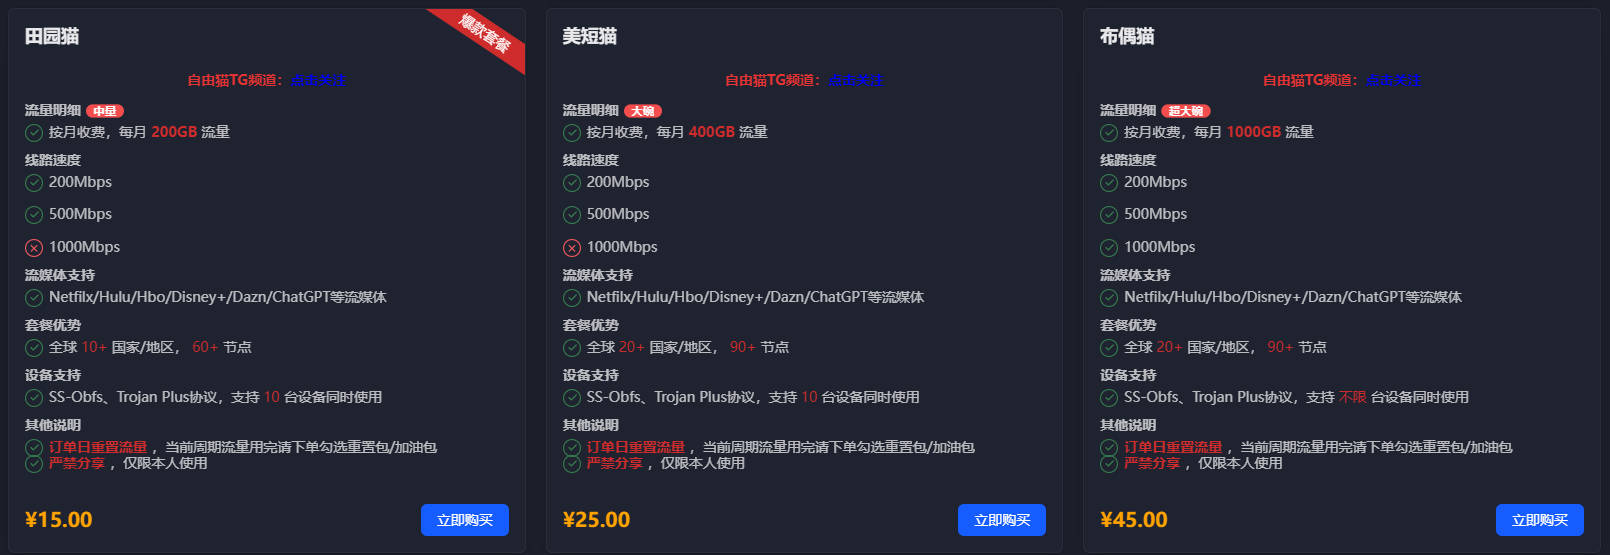 田园猫
爆款套餐
自由猫TG频道：点击关注
流量明细 中量
按月收费，每月 200GB 流量
线路速度
200Mbps
500Mbps
1000Mbps
流媒体支持
Netfilx/Hulu/Hbo/Disney+/Dazn/ChatGPT等流媒体
套餐优势
全球 10+ 国家/地区， 60+ 节点
设备支持
SS-Obfs、Trojan Plus协议，支持 10 台设备同时使用
其他说明
订单日重置流量 ，当前周期流量用完请下单勾选重置包/加油包
严禁分享 ，仅限本人使用
¥15.00
立即购买
美短猫
自由猫TG频道：点击关注
流量明细 大碗
按月收费，每月 400GB 流量
线路速度
200Mbps
500Mbps
1000Mbps
流媒体支持
Netfilx/Hulu/Hbo/Disney+/Dazn/ChatGPT等流媒体
套餐优势
全球 20+ 国家/地区， 90+ 节点
设备支持
SS-Obfs、Trojan Plus协议，支持 10 台设备同时使用
其他说明
订单日重置流量 ，当前周期流量用完请下单勾选重置包/加油包
严禁分享 ，仅限本人使用
¥25.00
立即购买
布偶猫
自由猫TG频道：点击关注
流量明细 超大碗
按月收费，每月 1000GB 流量
线路速度
200Mbps
500Mbps
1000Mbps
流媒体支持
Netfilx/Hulu/Hbo/Disney+/Dazn/ChatGPT等流媒体
套餐优势
全球 20+ 国家/地区， 90+ 节点
设备支持
SS-Obfs、Trojan Plus协议，支持 不限 台设备同时使用
其他说明
订单日重置流量 ，当前周期流量用完请下单勾选重置包/加油包
严禁分享 ，仅限本人使用
¥45.00
立即购买